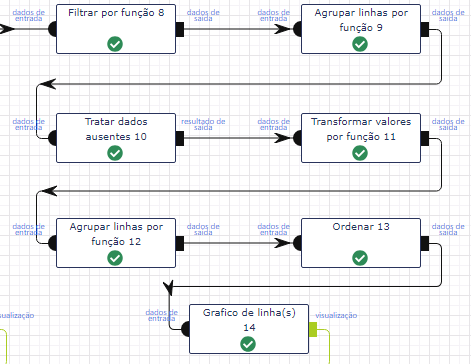 Filtrar por função 8
dados de
entrada
dados de
saída
dados de
entrada
Agrupar linhas por
função 9
dados de
saída
dados de
entrada
Tratar dados
ausentes 10
resultado de
saída
dados de
entrada
Transformar valores
por função 11
dados de
saída
dados de
entrada
Agrupar linhas por
função 12
dados de
saída
dados de
entrada
Ordenar 13
dados de
saída
sualização
dados de
entrada
Grafico de linha(s)
14
visualização